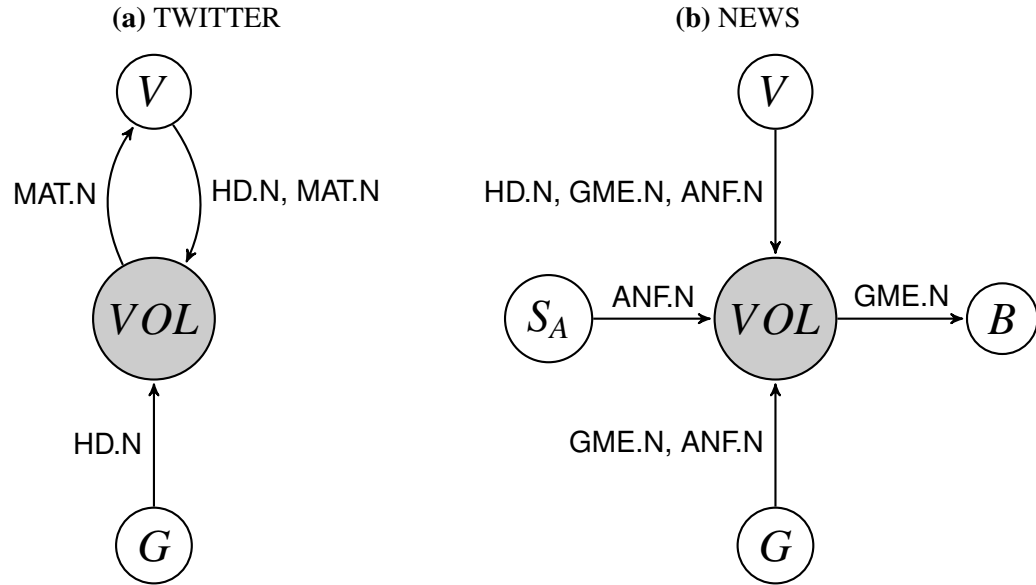 (a) TWITTER
V
MAT.N
HD.N, MAT.N
VOL
HD.N
G
(b) NEWS
V
HD.N, GME.N, ANF.N
S_A
ANF.N
VOL
GME.N
B
GME.N, ANF.N
G